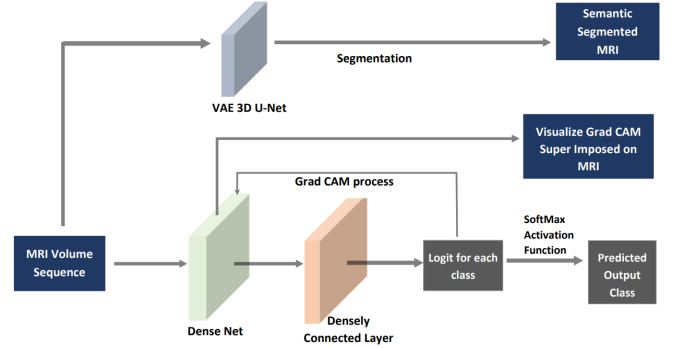 Semantic
Segmented
MRI
Segmentation
VAE 3D U-Net
Visualize Grad CAM
Super Imposed on
MRI
Grad CAM process
SoftMax
Activation
Function
MRI Volume
Sequence
Logit for each
class
Predicted
Output
Class
Dense Net
Densely
Connected Layer